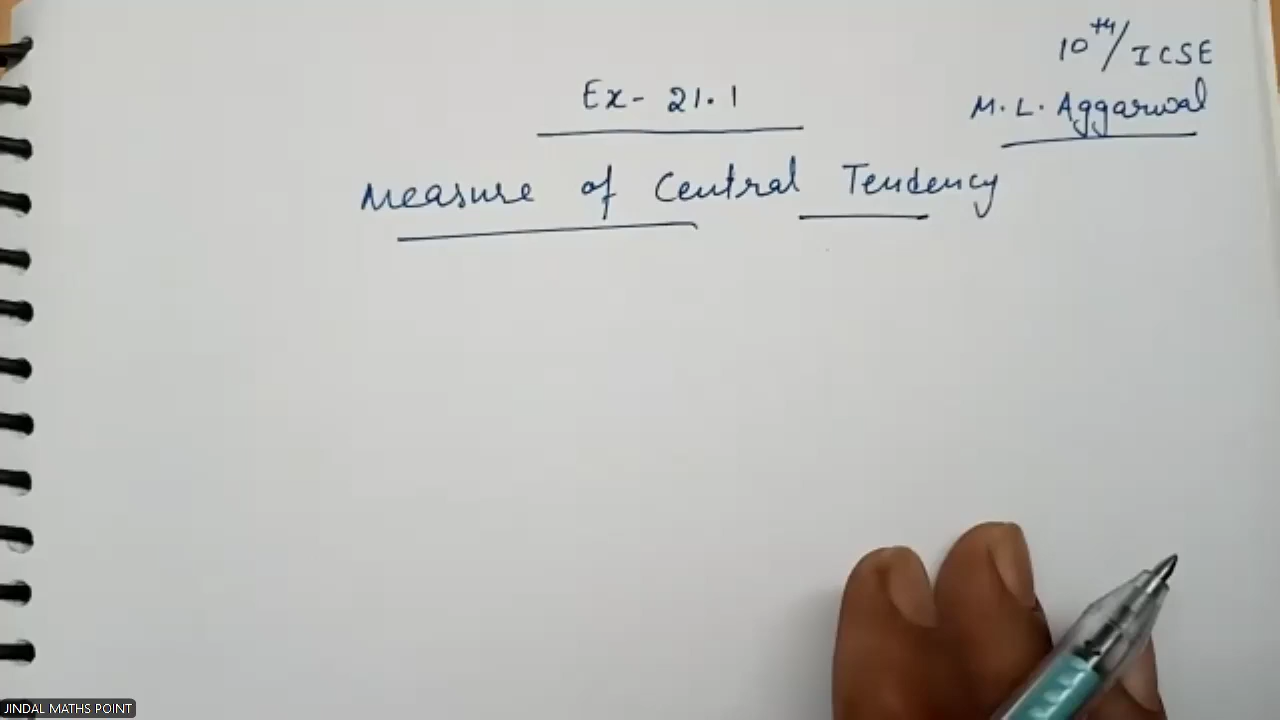 10th/ICSE
M.L. Aggarwal
Ex- 21.1
Measure of Central Tendency
JINDAL MATHS POINT